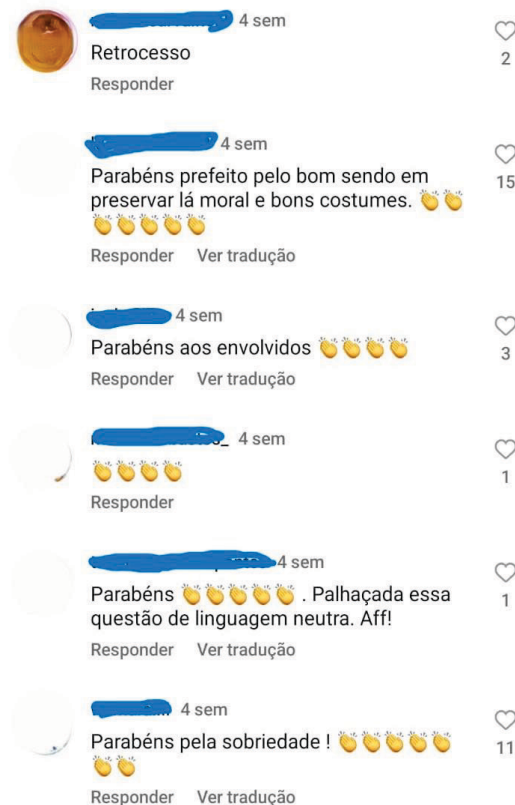 4 sem
Retrocesso
2
Responder
4 sem
Parabéns prefeito pelo bom sendo em
preservar lá moral e bons costumes. 👏👏
15
👏👏👏👏👏
Responder Ver tradução
4 sem
Parabéns aos envolvidos 👏👏👏👏
3
Responder Ver tradução
4 sem
👏👏👏👏
1
Responder
4 sem
Parabéns 👏👏👏👏👏 . Palhaçada essa
questão de linguagem neutra. Aff!
1
Responder Ver tradução
4 sem
Parabéns pela sobriedade ! 👏👏👏👏👏
👏👏
11
Responder Ver tradução